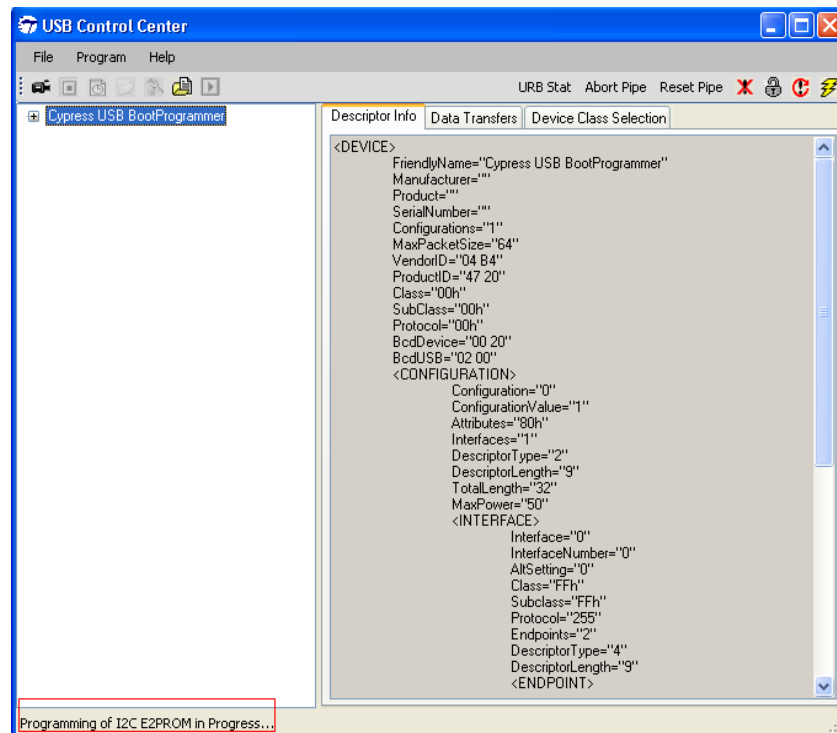 USB Control Center
File Program Help
URB Stat Abort Pipe Reset Pipe
Cypress USB BootProgrammer
Descriptor Info Data Transfers Device Class Selection
<DEVICE>
FriendlyName="Cypress USB BootProgrammer"
Manufacturer=""
Product=""
SerialNumber=""
Configurations="1"
MaxPacketSize="64"
VendorID="04 B4"
ProductID="47 20"
Class="00h"
SubClass="00h"
Protocol="00h"
BcdDevice="00 20"
BcdUSB="02 00"
<CONFIGURATION>
Configuration="0"
ConfigurationValue="1"
Attributes="80h"
Interfaces="1"
DescriptorType="2"
DescriptorLength="9"
TotalLength="32"
MaxPower="50"
<INTERFACE>
Interface="0"
InterfaceNumber="0"
AltSetting="0"
Class="FFh"
Subclass="FFh"
Protocol="255"
Endpoints="2"
DescriptorType="4"
DescriptorLength="9"
<ENDPOINT>
Programming of I2C E2PROM in Progress...